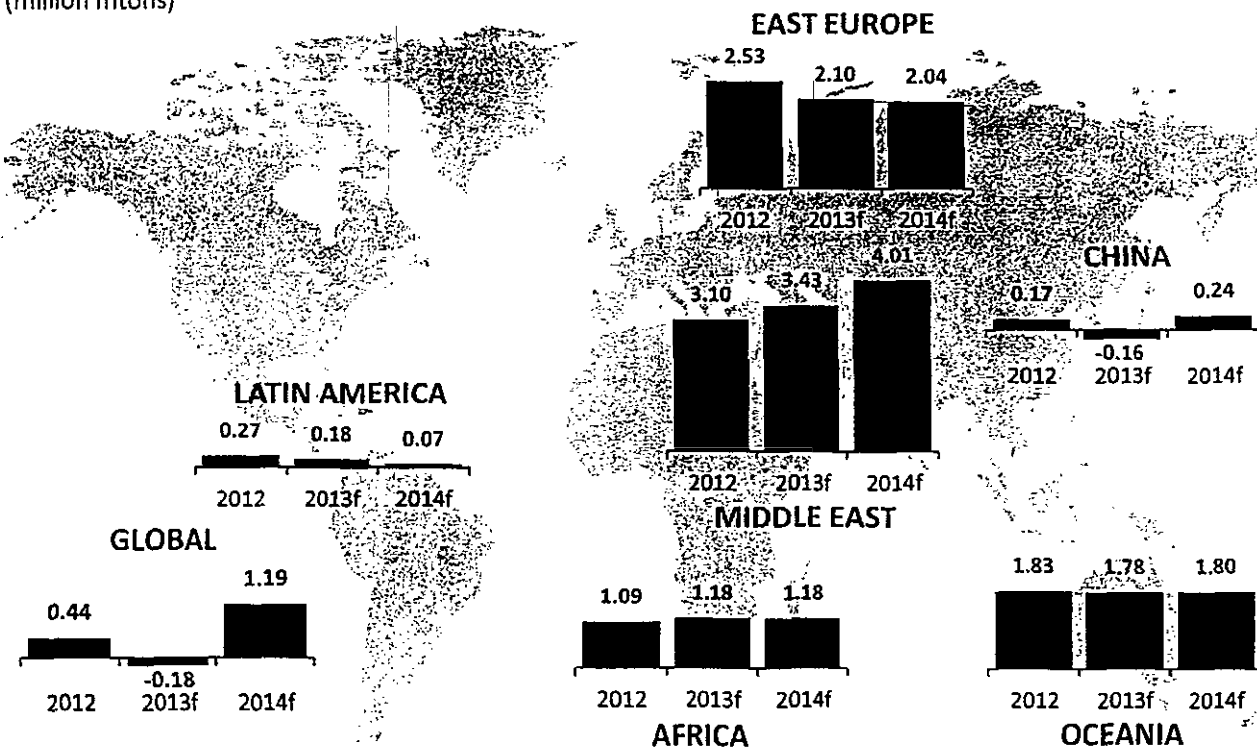 (million mtons)
EAST EUROPE
2.53 2.10 2.04
2012 2013f 2014f
CHINA
0.17 -0.16 0.24
2012 2013f 2014f
3.10 3.43 4.01
2012 2013f 2014f
MIDDLE EAST
LATIN AMERICA
0.27 0.18 0.07
2012 2013f 2014f
GLOBAL
0.44 -0.18 1.19
2012 2013f 2014f
1.09 1.18 1.18
2012 2013f 2014f
AFRICA
1.83 1.78 1.80
2012 2013f 2014f
OCEANIA